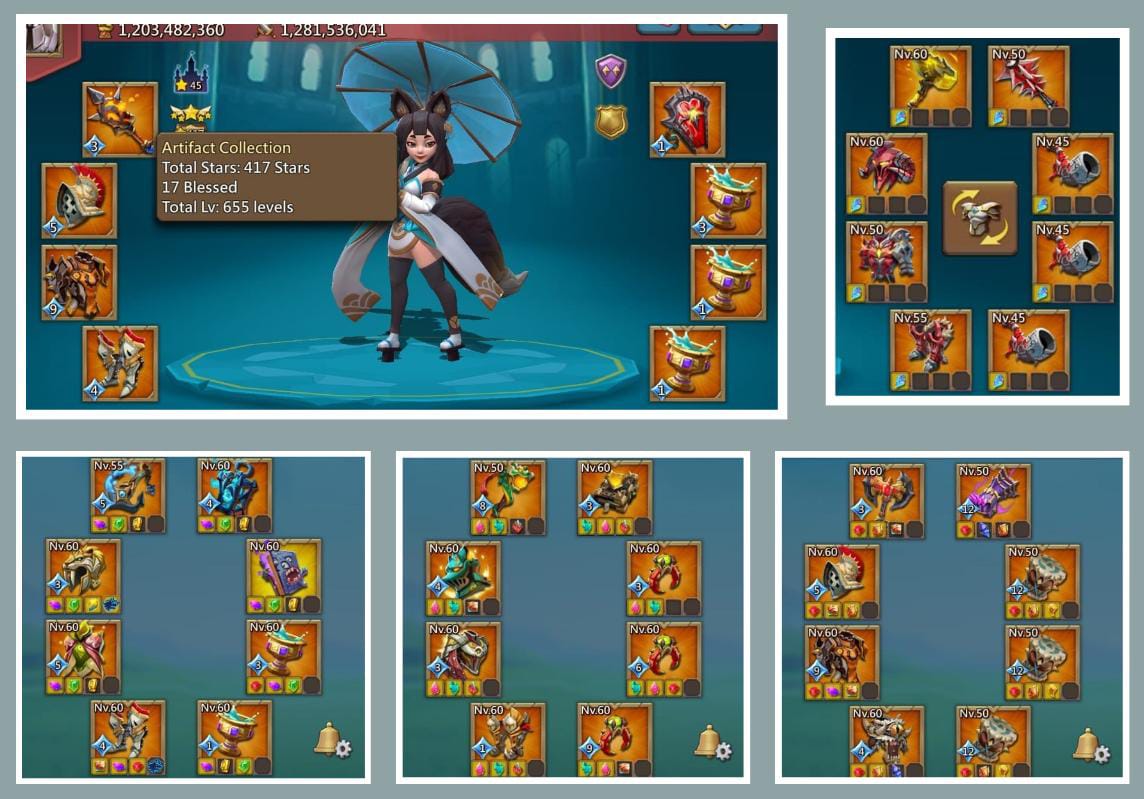 1,203,482,360 1,281,536,041
45
3
1
Artifact Collection
Total Stars: 417 Stars
17 Blessed
Total Lv: 655 levels
5
3
9
1
4
1
Nv.60 Nv.50
Nv.60 Nv.45
Nv.50 Nv.45
Nv.55 Nv.45
Nv.55 Nv.60
5 4
Nv.60 Nv.60
3
Nv.60 Nv.60
5 3
Nv.60 Nv.60
4 1
Nv.50 Nv.60
8 3
Nv.60 Nv.60
4 3
Nv.60 Nv.60
3 6
Nv.60 Nv.60
1 9
Nv.60 Nv.50
3 12
Nv.60 Nv.50
5 12
Nv.60 Nv.50
9 12
Nv.60 Nv.50
4 12